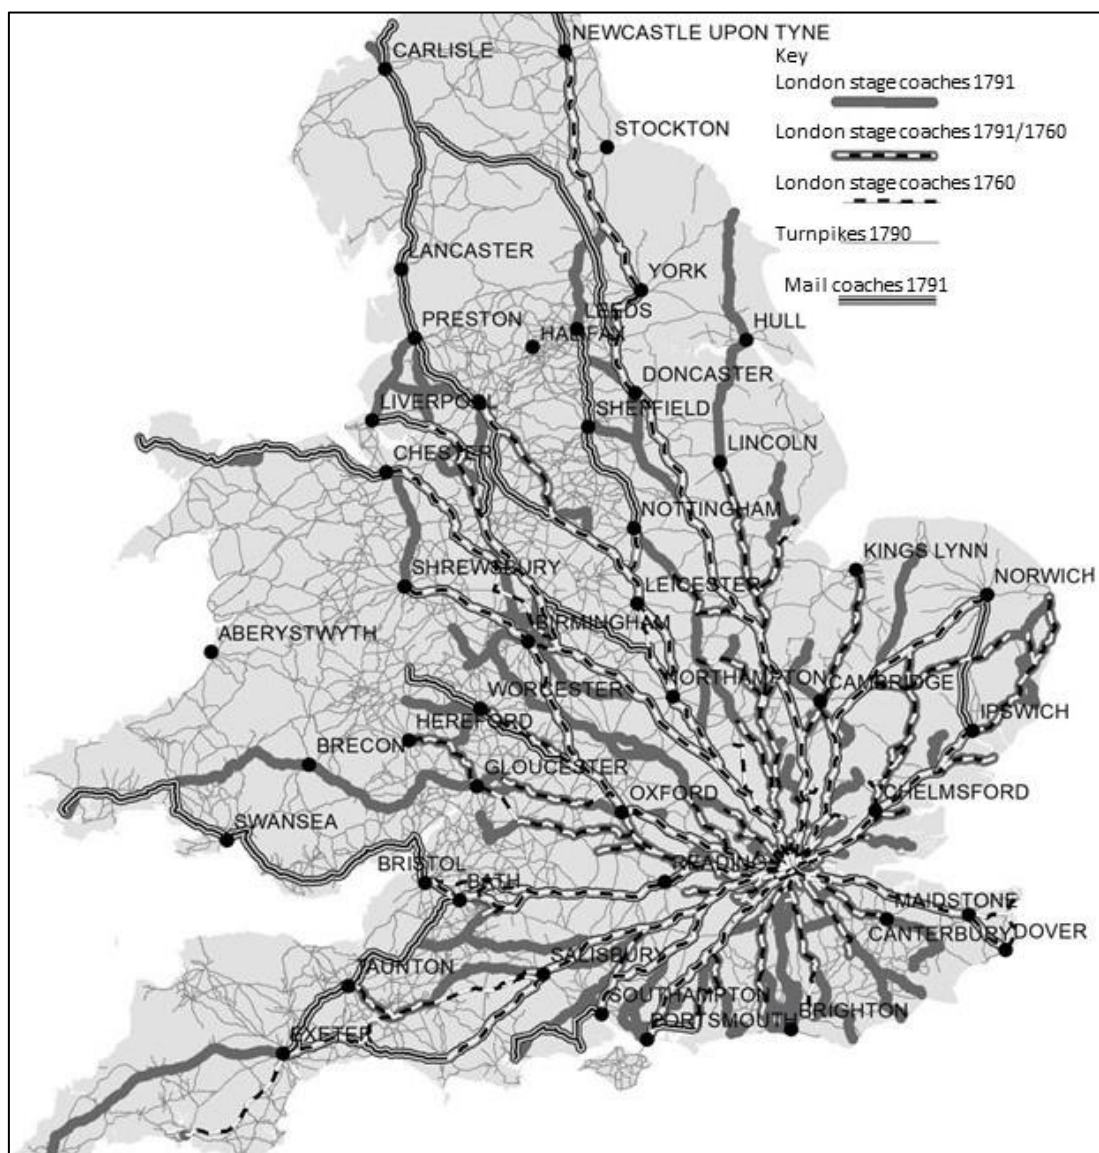 NEWCASTLE UPON TYNE
CARLISLE
Key
London stage coaches 1791
STOCKTON
London stage coaches 1791/1760
London stage coaches 1760
Turnpikes 1790
LANCASTER
YORK
Mail coaches 1791
PRESTON
LEEDS
HALIFAX
HULL
DONCASTER
LIVERPOOL
SHEFFIELD
LINCOLN
CHESTER
NOTTINGHAM
KINGS LYNN
SHREWSBURY
LEICESTER
NORWICH
ABERYSTWYTH
BIRMINGHAM
WORCESTER
NORTHAMPTON
CAMBRIDGE
HEREFORD
IPSWICH
BRECON
GLOUCESTER
OXFORD
CHELMSFORD
SWANSEA
BRISTOL
READING
BATH
MAIDSTONE
CANTERBURY
DOVER
TAUNTON
SALISBURY
SOUTHAMPTON
PORTSMOUTH
BRIGHTON
EXETER